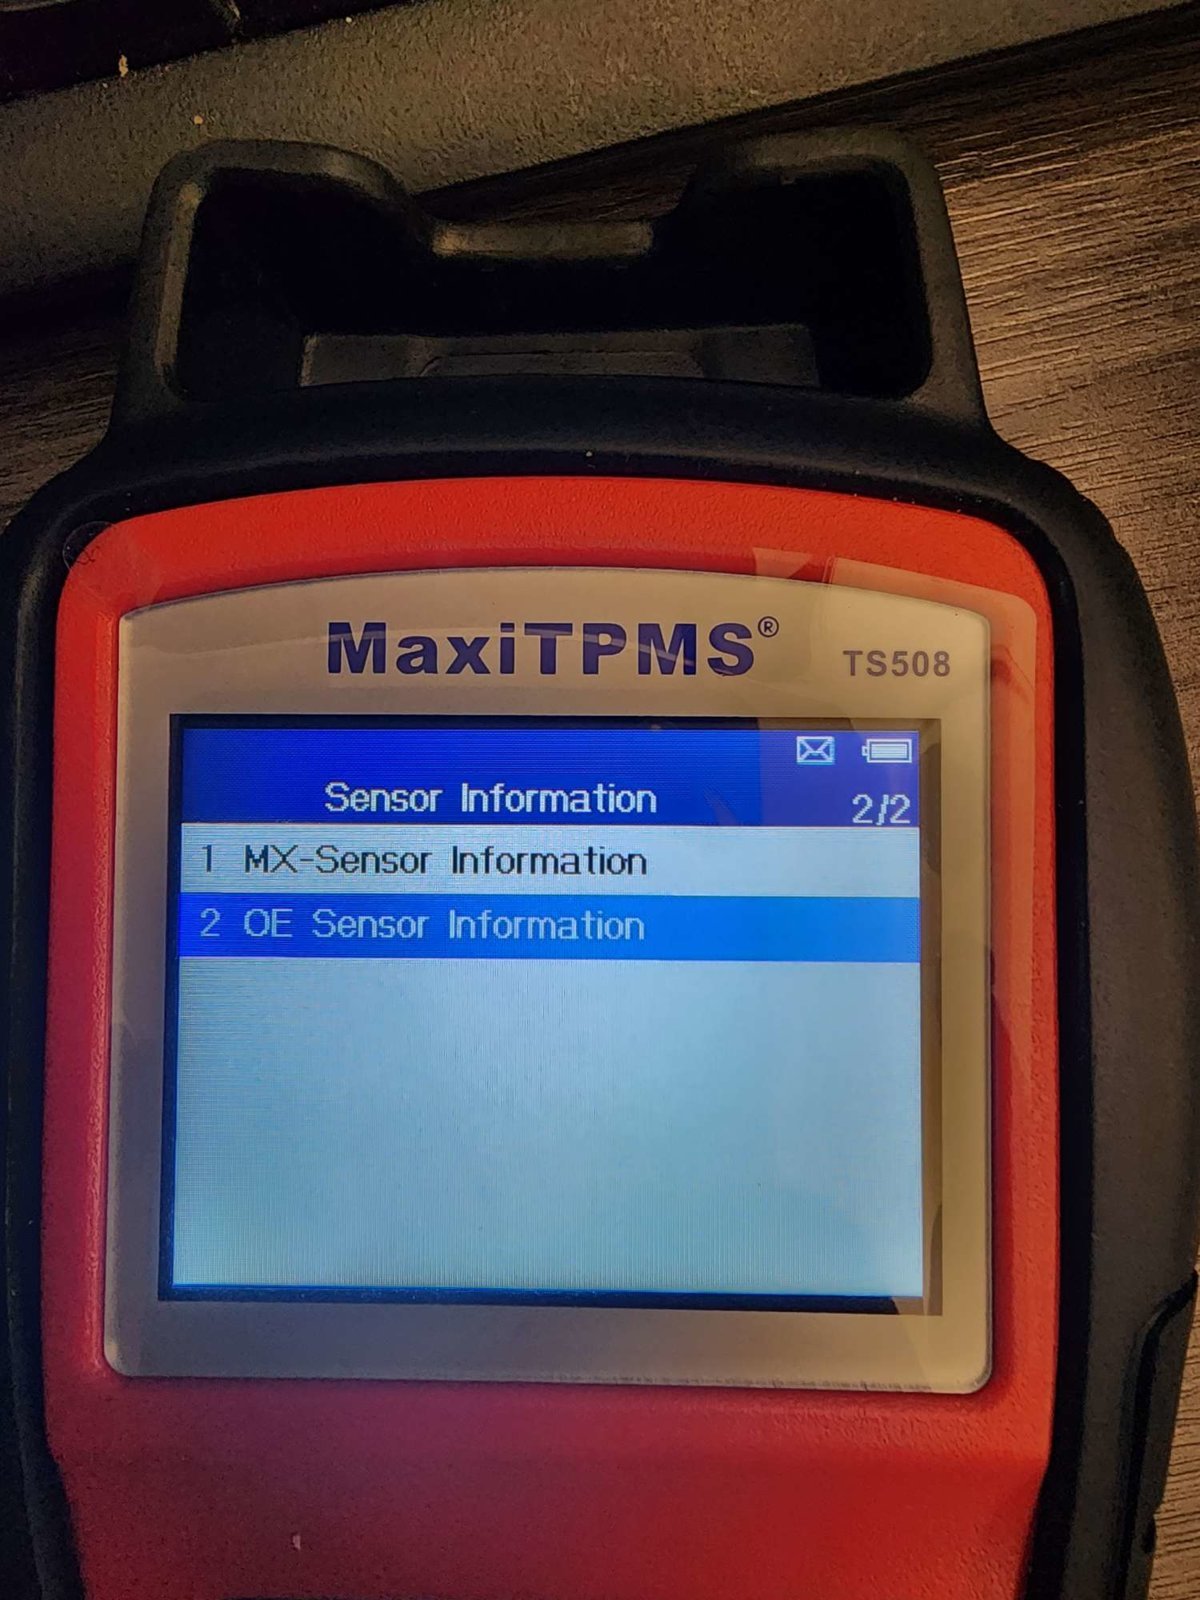 MaxiTPMS®
TS508
Sensor Information
2/2
1 MX-Sensor Information
2 OE Sensor Information